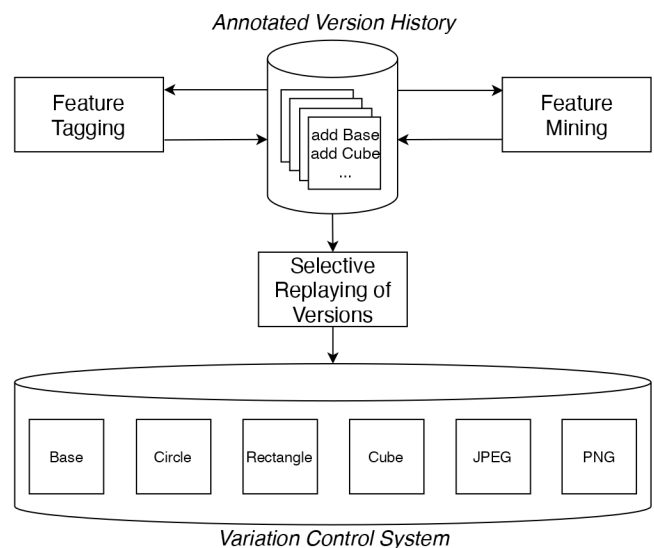 Annotated Version History
Feature
Tagging
add Base
add Cube
...
Feature
Mining
Selective
Replaying of
Versions
Base
Circle
Rectangle
Cube
JPEG
PNG
Variation Control System